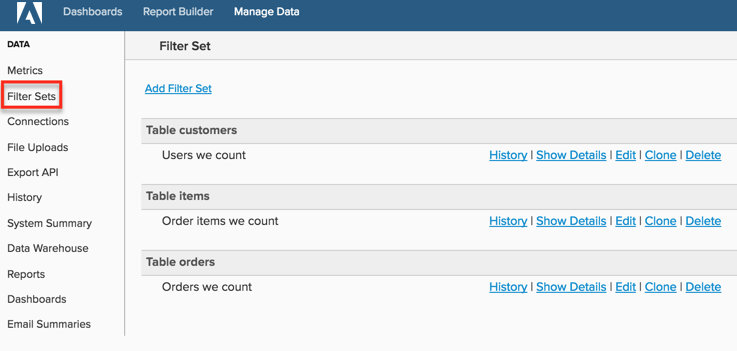 Dashboards Report Builder Manage Data
DATA
Metrics
Filter Sets
Connections
File Uploads
Export API
History
System Summary
Data Warehouse
Reports
Dashboards
Email Summaries
Filter Set
Add Filter Set
Table customers
Users we count History | Show Details | Edit | Clone | Delete
Table items
Order items we count History | Show Details | Edit | Clone | Delete
Table orders
Orders we count History | Show Details | Edit | Clone | Delete